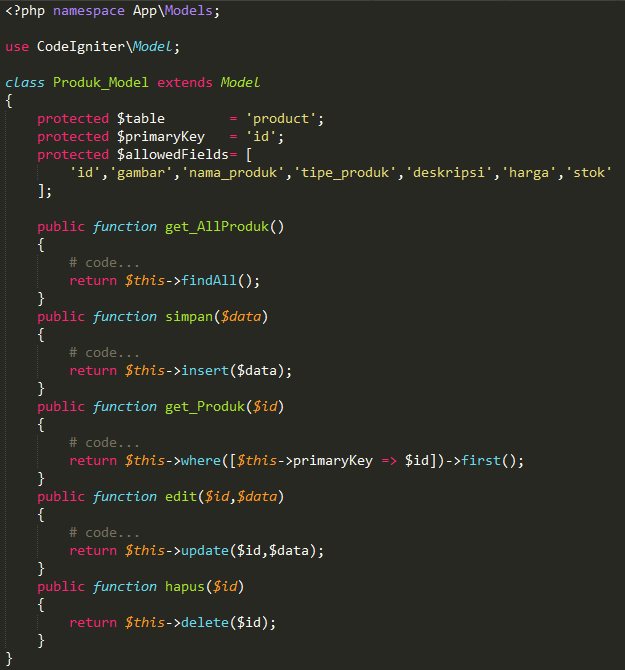 <?php namespace App\Models;
use CodeIgniter\Model;
class Produk_Model extends Model
{
protected $table = 'product';
protected $primaryKey = 'id';
protected $allowedFields= [
'id','gambar','nama_produk','tipe_produk','deskripsi','harga','stok'
];
public function get_AllProduk()
{
# code...
return $this->findAll();
}
public function simpan($data)
{
# code...
return $this->insert($data);
}
public function get_Produk($id)
{
# code...
return $this->where([$this->primaryKey => $id])->first();
}
public function edit($id,$data)
{
# code...
return $this->update($id,$data);
}
public function hapus($id)
{
return $this->delete($id);
}
}